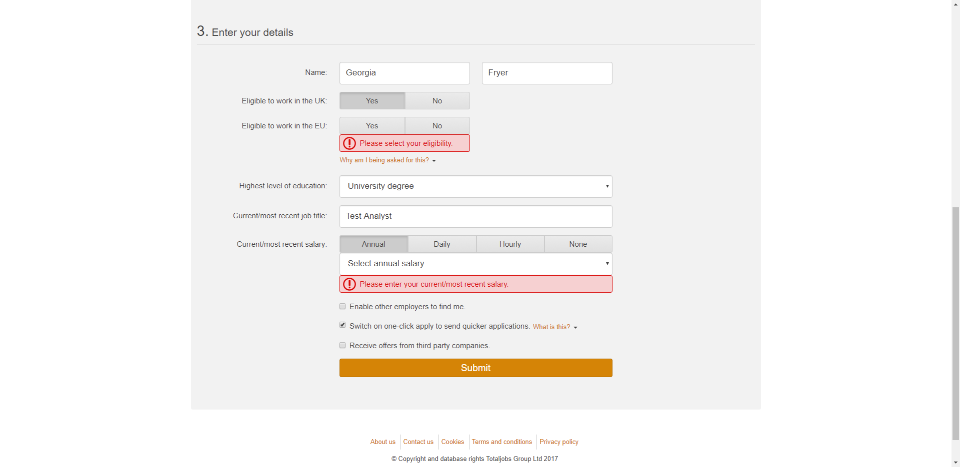 3. Enter your details
Name: Georgia Fryer
Eligible to work in the UK: Yes No
Eligible to work in the EU: Yes No
Please select your eligibility.
Why am I being asked for this?
Highest level of education: University degree
Current/most recent job title: Test Analyst
Current/most recent salary: Annual Daily Hourly None
Select annual salary
Please enter your current/most recent salary.
Enable other employers to find me.
Switch on one-click apply to send quicker applications. What is this?
Receive offers from third party companies.
Submit
About us Contact us Cookies Terms and conditions Privacy policy
© Copyright and database rights Totaljobs Group Ltd 2017